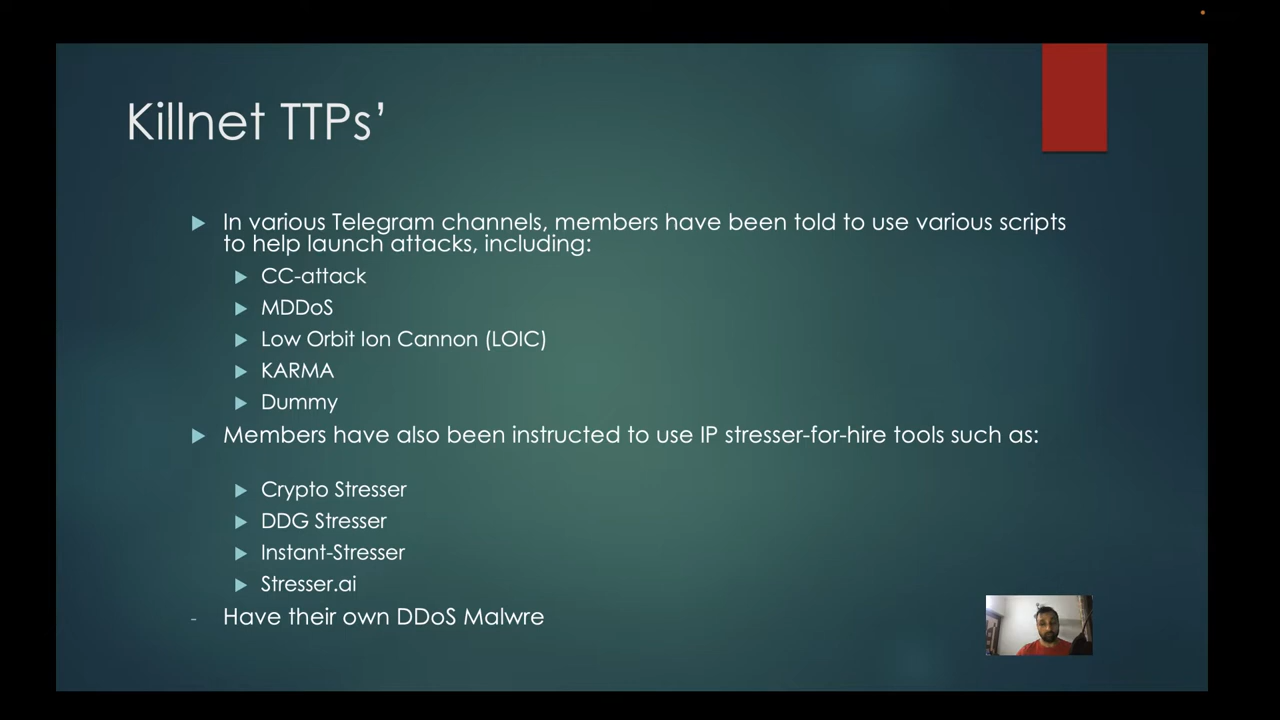 Killnet TTPs’
In various Telegram channels, members have been told to use various scripts
to help launch attacks, including:
CC-attack
MDDoS
Low Orbit Ion Cannon (LOIC)
KARMA
Dummy
Members have also been instructed to use IP stresser-for-hire tools such as:
Crypto Stresser
DDG Stresser
Instant-Stresser
Stresser.ai
- Have their own DDoS Malwre